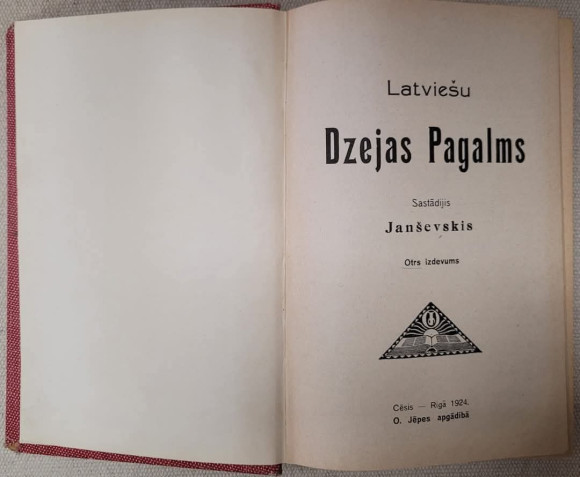 Latviešu
Dzejas Pagalms
Sastādījis
Janševskis
Otrs izdevums
Cēsis — Rīgā 1924.
O. Jēpes apgādībā